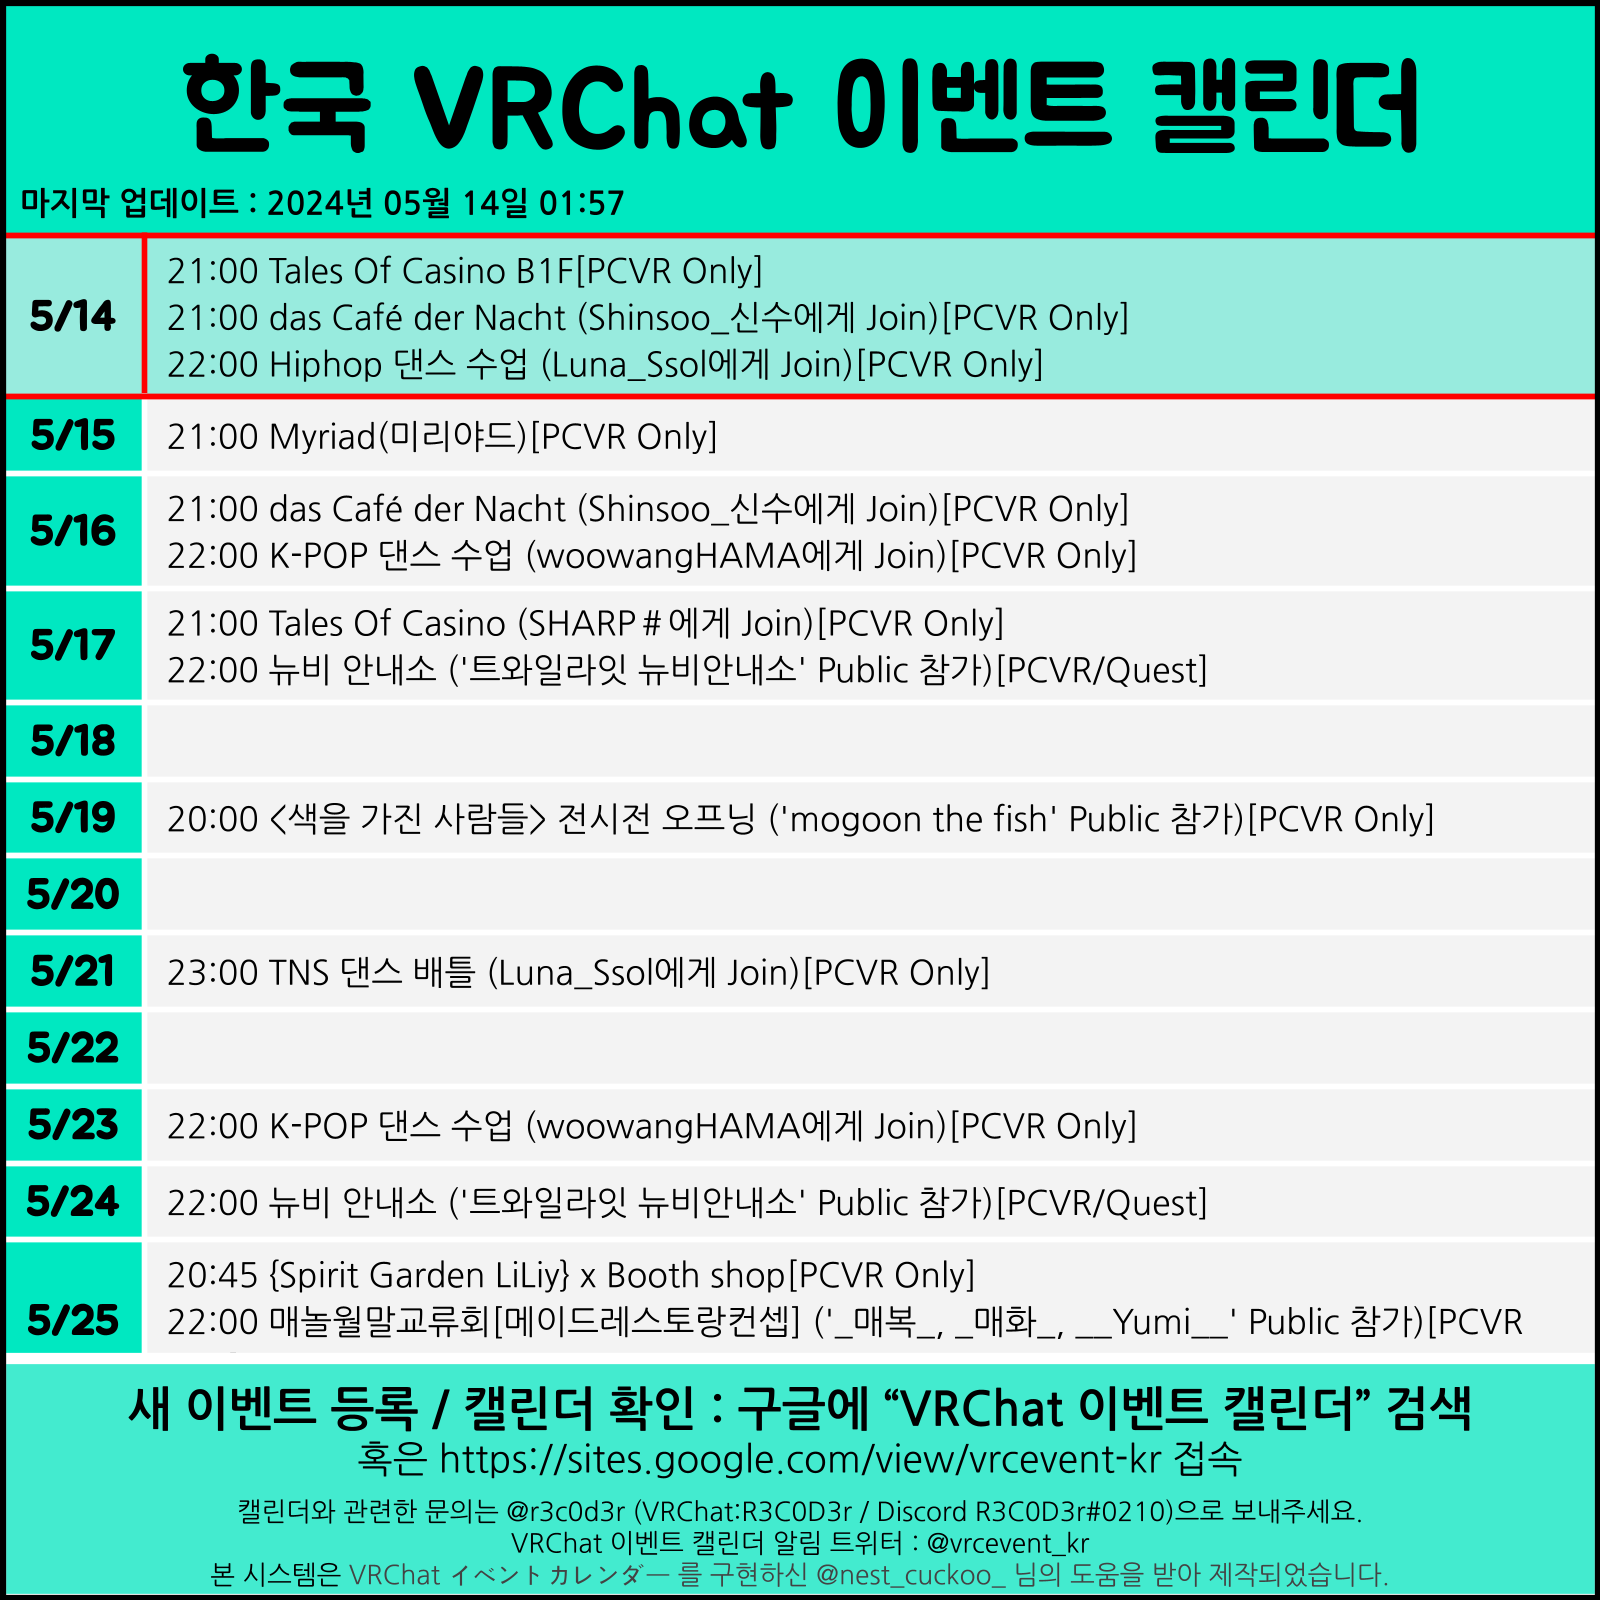 한국 VRChat 이벤트 캘린더
마지막 업데이트 : 2024년 05월 14일 01:57
5/14
21:00 Tales Of Casino B1F[PCVR Only]
21:00 das Café der Nacht (Shinsoo_신수에게 Join)[PCVR Only]
22:00 Hiphop 댄스 수업 (Luna_Ssol에게 Join)[PCVR Only]
5/15
21:00 Myriad(미리야드)[PCVR Only]
5/16
21:00 das Café der Nacht (Shinsoo_신수에게 Join)[PCVR Only]
22:00 K-POP 댄스 수업 (woowangHAMA에게 Join)[PCVR Only]
5/17
21:00 Tales Of Casino (SHARP＃에게 Join)[PCVR Only]
22:00 뉴비 안내소 ('트와일라잇 뉴비안내소' Public 참가)[PCVR/Quest]
5/18
5/19
20:00 <색을 가진 사람들> 전시전 오프닝 ('mogoon the fish' Public 참가)[PCVR Only]
5/20
5/21
23:00 TNS 댄스 배틀 (Luna_Ssol에게 Join)[PCVR Only]
5/22
5/23
22:00 K-POP 댄스 수업 (woowangHAMA에게 Join)[PCVR Only]
5/24
22:00 뉴비 안내소 ('트와일라잇 뉴비안내소' Public 참가)[PCVR/Quest]
5/25
20:45 {Spirit Garden LiLiy} x Booth shop[PCVR Only]
22:00 매놀월말교류회[메이드레스토랑컨셉] ('_매복_, _매화_, __Yumi__' Public 참가)[PCVR
새 이벤트 등록 / 캘린더 확인 : 구글에 “VRChat 이벤트 캘린더” 검색
혹은 https://sites.google.com/view/vrcevent-kr 접속
캘린더와 관련한 문의는 @r3c0d3r (VRChat:R3C0D3r / Discord R3C0D3r#0210)으로 보내주세요.
VRChat 이벤트 캘린더 알림 트위터 : @vrcevent_kr
본 시스템은 VRChat イベントカレンダー 를 구현하신 @nest_cuckoo_ 님의 도움을 받아 제작되었습니다.